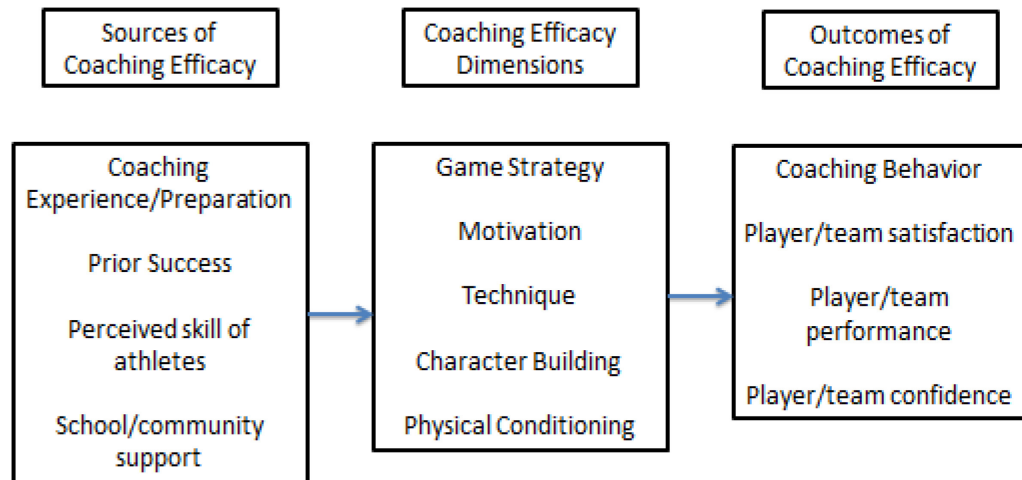 Sources of
Coaching Efficacy
Coaching Efficacy
Dimensions
Outcomes of
Coaching Efficacy
Coaching
Experience/Preparation
Prior Success
Perceived skill of
athletes
School/community
support
Game Strategy
Motivation
Technique
Character Building
Physical Conditioning
Coaching Behavior
Player/team satisfaction
Player/team
performance
Player/team confidence